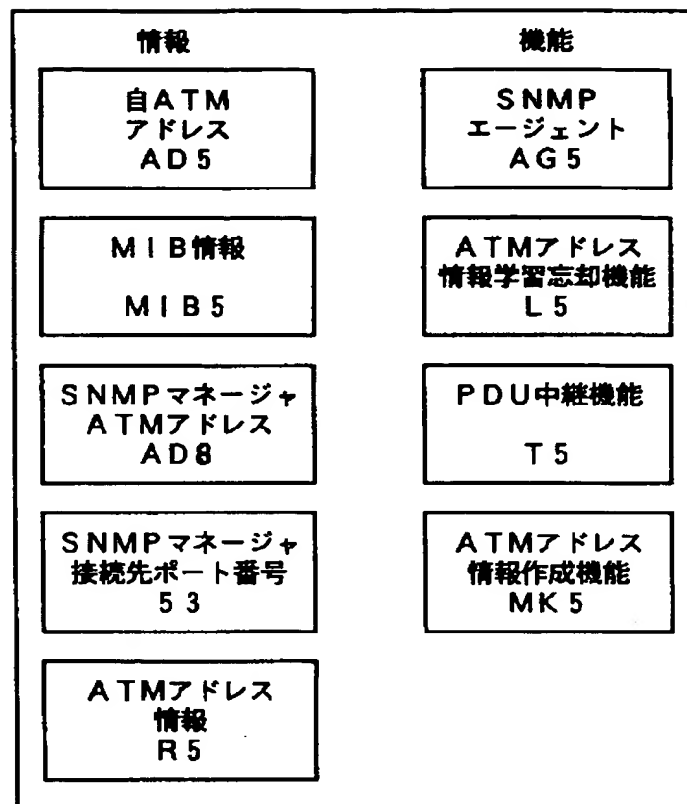 情報
自ATM
アドレス
AD5
MIB情報
MIB5
SNMPマネージャ
ATMアドレス
AD8
SNMPマネージャ
接続先ポート番号
53
ATMアドレス
情報
R5
機能
SNMP
エージェント
AG5
ATMアドレス
情報学習忘却機能
L5
PDU中継機能
T5
ATMアドレス
情報作成機能
MK5